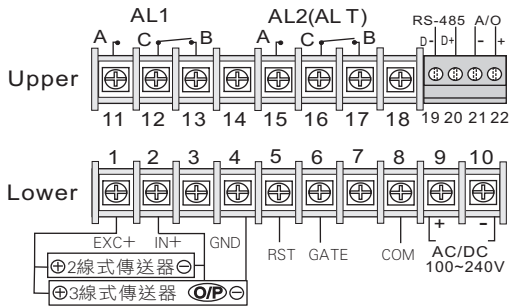 AL1 AL2(AL T) RS-485 A/O
A C B A C B D- D+ - +
Upper
11 12 13 14 15 16 17 18 19 20 21 22
1 2 3 4 5 6 7 8 9 10
Lower
+ -
EXC+ IN+ GND RST GATE COM AC/DC
100~240V
⊕2線式傳送器⊖
⊕3線式傳送器 O/P ⊖